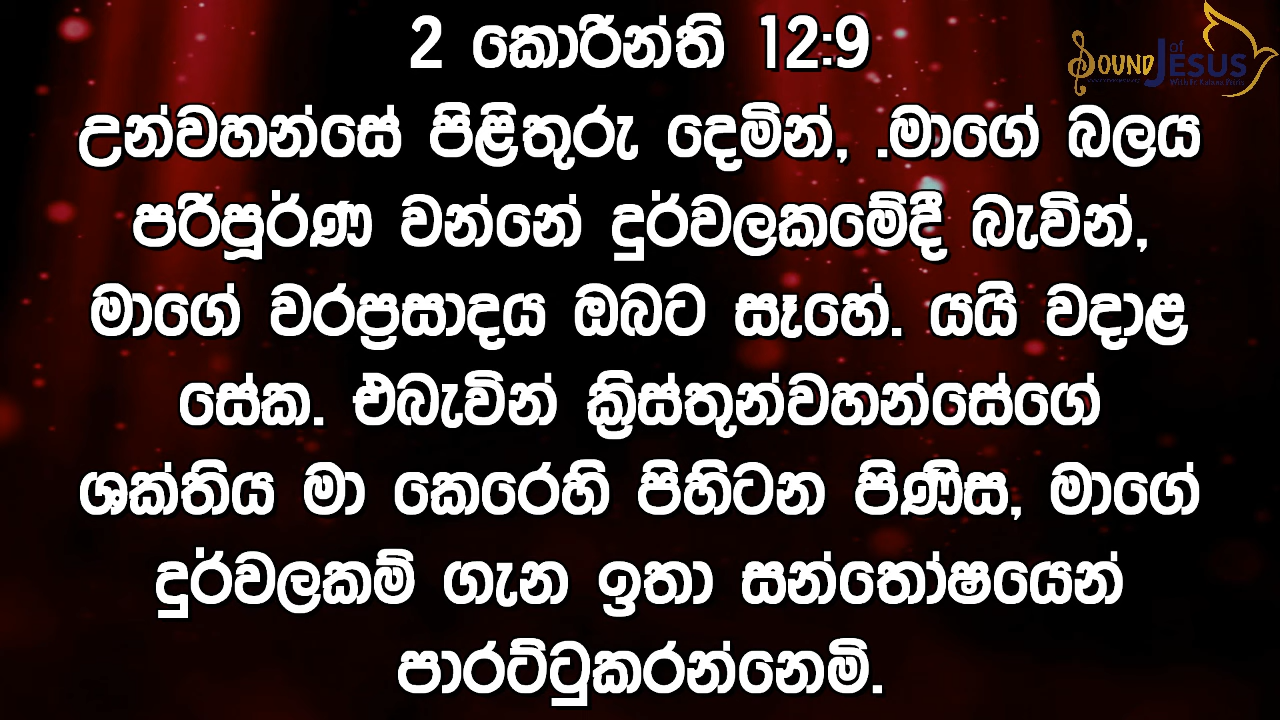 2 කොරින්ති 12:9
උන්වහන්සේ පිළිතුරු දෙමින්, .මාගේ බලය
පරිපූර්ණ වන්නේ දුර්වලකමේදී බැවින්,
මාගේ වරප්‍රසාදය ඔබට සෑහේ. යයි වදාළ
සේක. එබැවින් ක්‍රිස්තුන්වහන්සේගේ
ශක්තිය මා කෙරෙහි පිහිටන පිණිස, මාගේ
දුර්වලකම් ගැන ඉතා සන්තෝෂයෙන්
පාරට්ටුකරන්නෙමි.
SOUND of JESUS